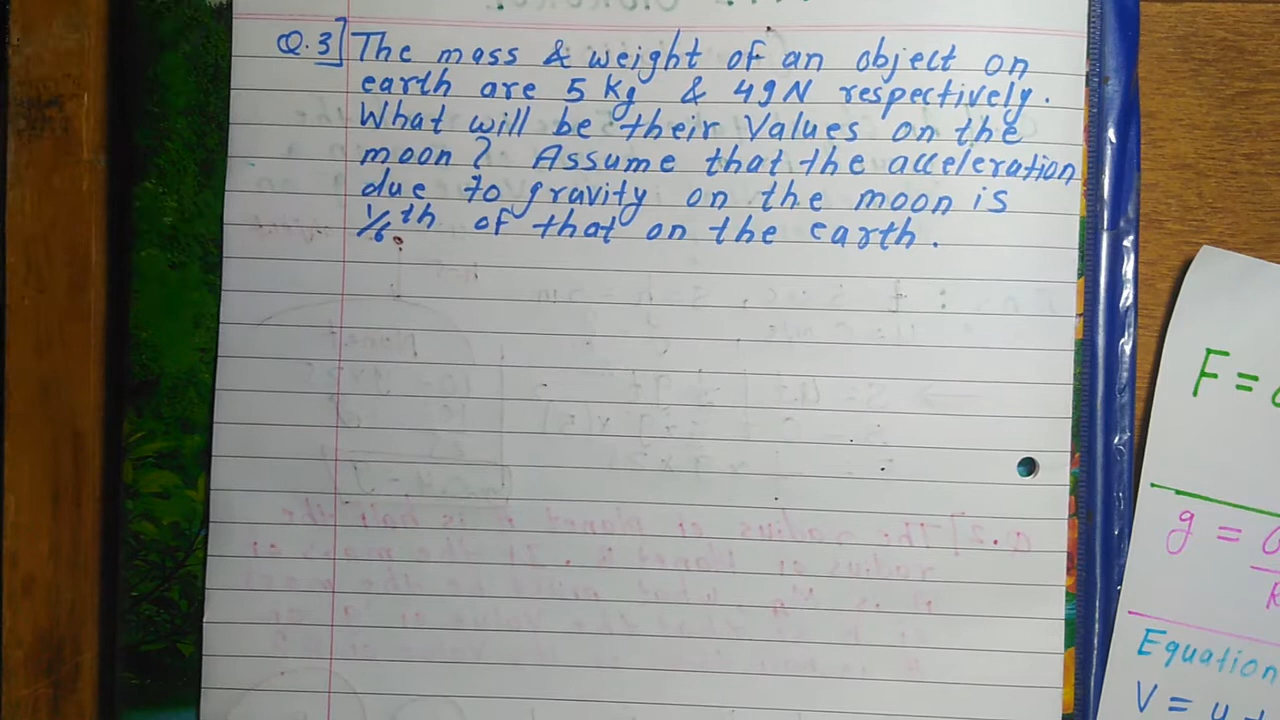 Q.3] The mass & weight of an object on
earth are 5 kg & 49N respectively.
What will be their Values on the
moon? Assume that the acceleration
due to gravity on the moon is
1/6th of that on the earth.
F =
g =
Equation
V = u +